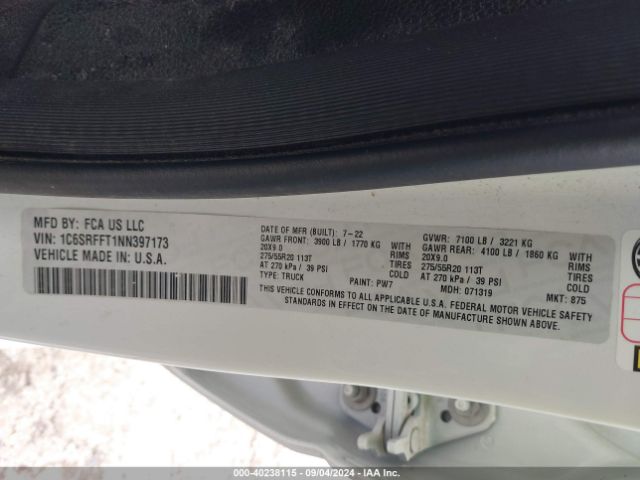 MFD BY: FCA US LLC
VIN: 1C6SRFFT1NN397173
VEHICLE MADE IN: U.S.A.
DATE OF MFR (BUILT): 7-22
GAWR FRONT: 3900 LB / 1770 KG WITH
20X9.0 RIMS
275/55R20 113T TIRES
AT 270 kPa / 39 PSI COLD
TYPE: TRUCK PAINT: PW7
GVWR: 7100 LB / 3221 KG
GAWR REAR: 4100 LB / 1860 KG WITH
20X9.0 RIMS
275/55R20 113T TIRES
AT 270 kPa / 39 PSI COLD
MDH: 071319 MKT: 875
THIS VEHICLE CONFORMS TO ALL APPLICABLE U.S.A. FEDERAL MOTOR VEHICLE SAFETY
STANDARDS IN EFFECT ON THE DATE OF MANUFACTURE SHOWN ABOVE.
000-40238115 - 09/04/2024 - IAA Inc.